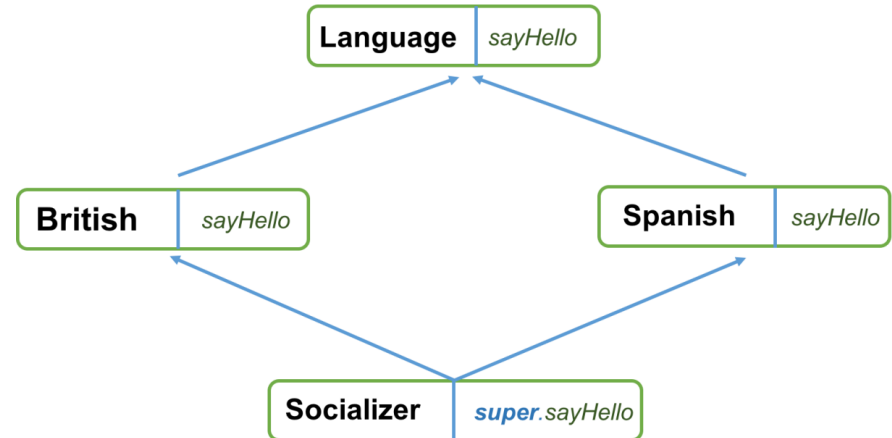 Language sayHello
British sayHello
Spanish sayHello
Socializer super.sayHello